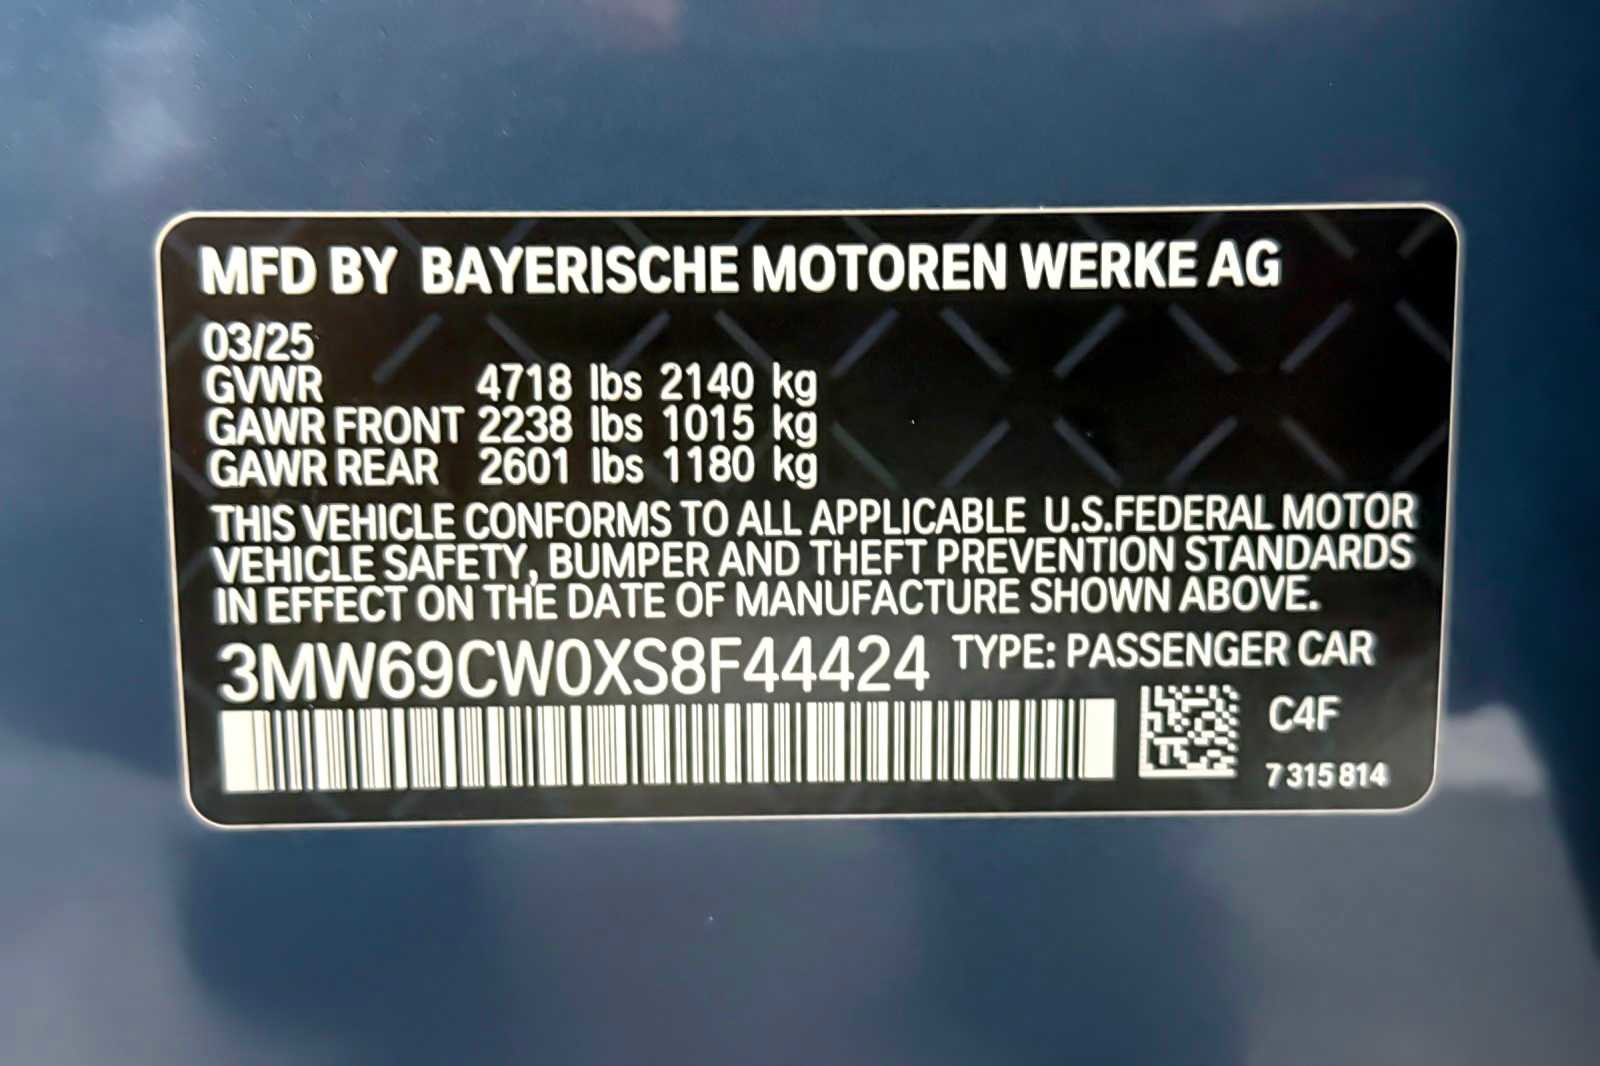 MFD BY BAYERISCHE MOTOREN WERKE AG
03/25
GVWR 4718 lbs 2140 kg
GAWR FRONT 2238 lbs 1015 kg
GAWR REAR 2601 lbs 1180 kg
THIS VEHICLE CONFORMS TO ALL APPLICABLE U.S.FEDERAL MOTOR
VEHICLE SAFETY, BUMPER AND THEFT PREVENTION STANDARDS
IN EFFECT ON THE DATE OF MANUFACTURE SHOWN ABOVE.
3MW69CW0XS8F44424 TYPE: PASSENGER CAR
C4F
7 315 814